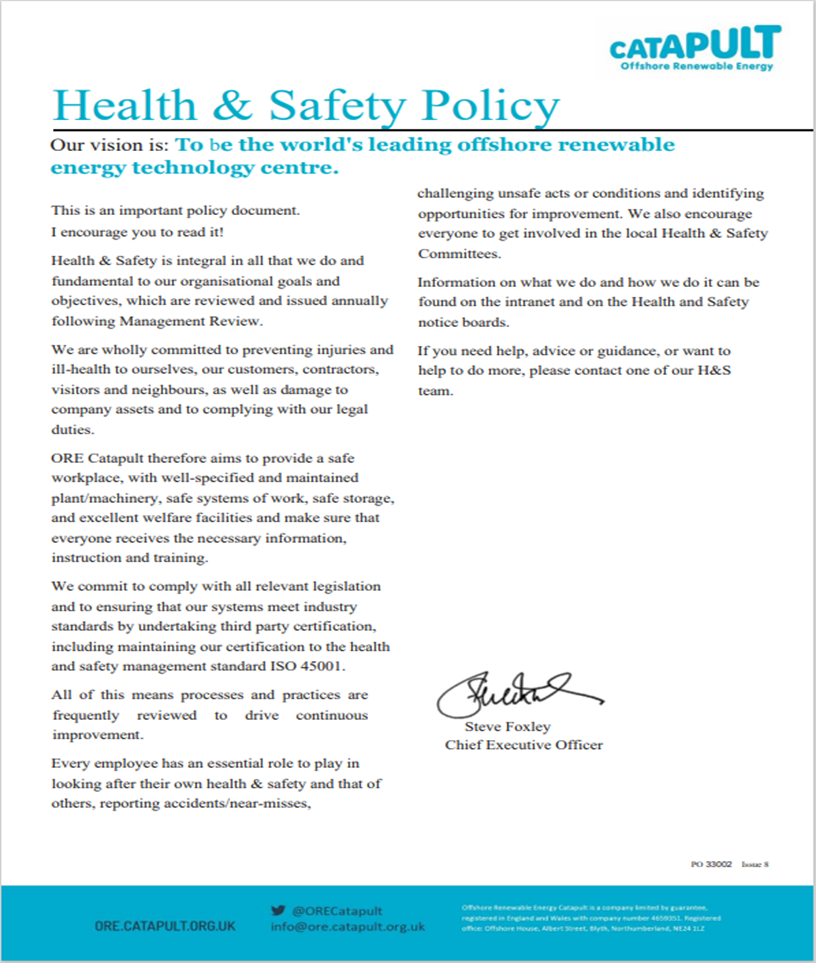 CATAPULT
Offshore Renewable Energy
Health & Safety Policy
Our vision is: To be the world's leading offshore renewable
energy technology centre.
This is an important policy document.
I encourage you to read it!
Health & Safety is integral in all that we do and
fundamental to our organisational goals and
objectives, which are reviewed and issued annually
following Management Review.
We are wholly committed to preventing injuries and
ill-health to ourselves, our customers, contractors,
visitors and neighbours, as well as damage to
company assets and to complying with our legal
duties.
ORE Catapult therefore aims to provide a safe
workplace, with well-specified and maintained
plant/machinery, safe systems of work, safe storage,
and excellent welfare facilities and make sure that
everyone receives the necessary information,
instruction and training.
We commit to comply with all relevant legislation
and to ensuring that our systems meet industry
standards by undertaking third party certification,
including maintaining our certification to the health
and safety management standard ISO 45001.
All of this means processes and practices are
frequently reviewed to drive continuous
improvement.
Every employee has an essential role to play in
looking after their own health & safety and that of
others, reporting accidents/near-misses,
challenging unsafe acts or conditions and identifying
opportunities for improvement. We also encourage
everyone to get involved in the local Health & Safety
Committees.
Information on what we do and how we do it can be
found on the intranet and on the Health and Safety
notice boards.
If you need help, advice or guidance, or want to
help to do more, please contact one of our H&S
team.
Steve Foxley
Chief Executive Officer
PO 33002 Issue 8
ORE.CATAPULT.ORG.UK
@ORECatapult
info@ore.catapult.org.uk
Offshore Renewable Energy Catapult is a company limited by guarantee,
registered in England and Wales with company number 4659351. Registered
office: Offshore House, Albert Street, Blyth, Northumberland, NE24 1LZ